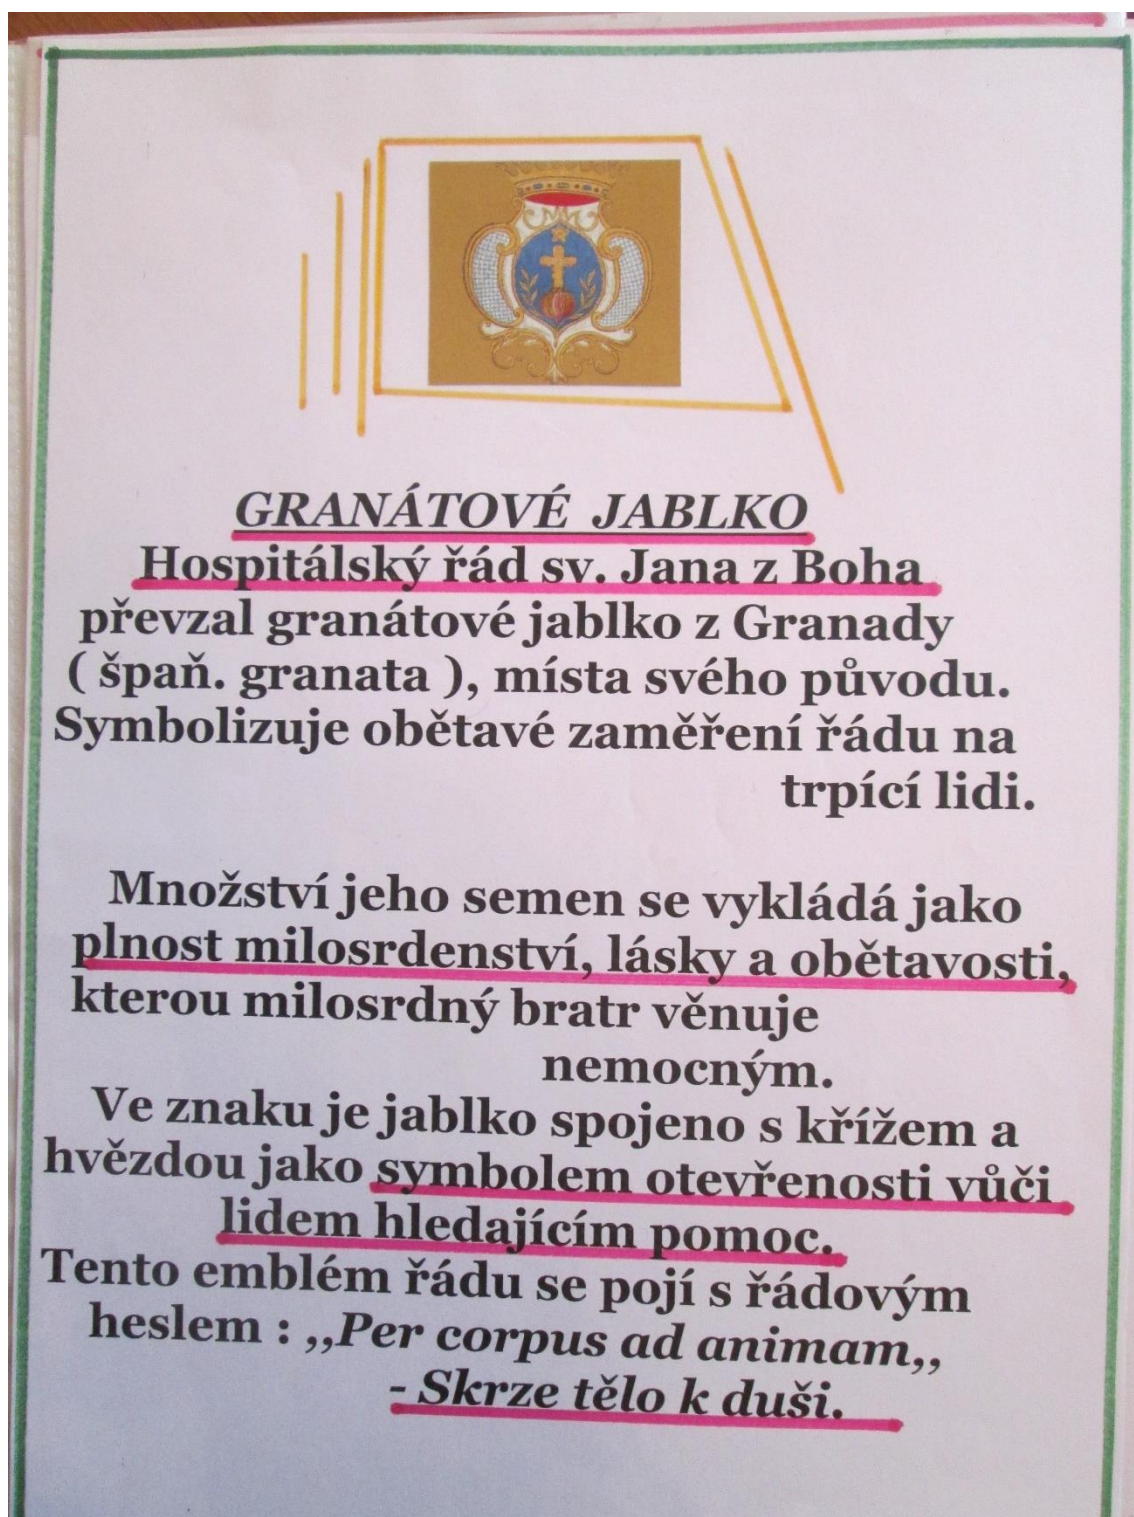 GRANÁTOVÉ JABLKO
Hospitálský řád sv. Jana z Boha
převzal granátové jablko z Granady
( špaň. granata ), místa svého původu.
Symbolizuje obětavé zaměření řádu na
trpící lidi.
Množství jeho semen se vykládá jako
plnost milosrdenství, lásky a obětavosti,
kterou milosrdný bratr věnuje
nemocným.
Ve znaku je jablko spojeno s křížem a
hvězdou jako symbolem otevřenosti vůči
lidem hledajícím pomoc.
Tento emblém řádu se pojí s řádovým
heslem : ,,Per corpus ad animam,,
- Skrze tělo k duši.